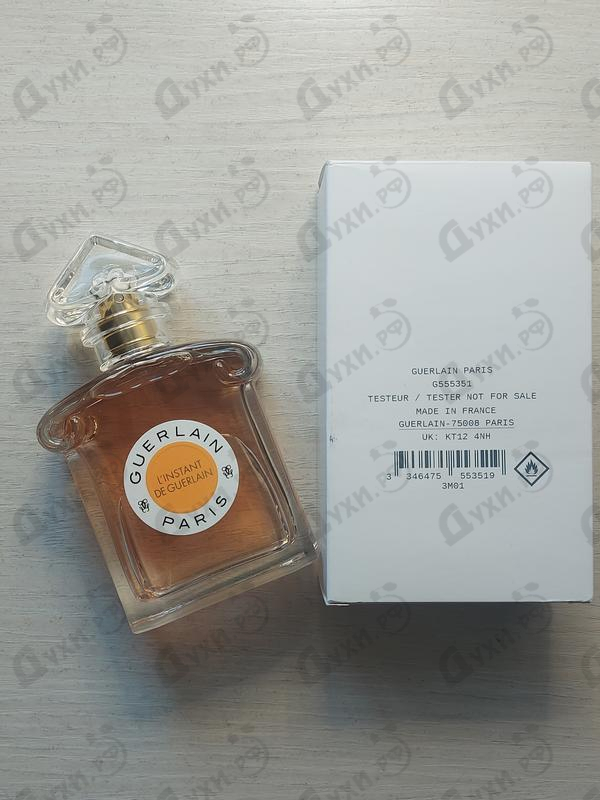 GUERLAIN
L'INSTANT
DE GUERLAIN
PARIS
GUERLAIN PARIS
G555351
TESTEUR / TESTER NOT FOR SALE
MADE IN FRANCE
GUERLAIN-75008 PARIS
UK: KT12 4NH
3 346475 553519
3M01
Духи.РФ